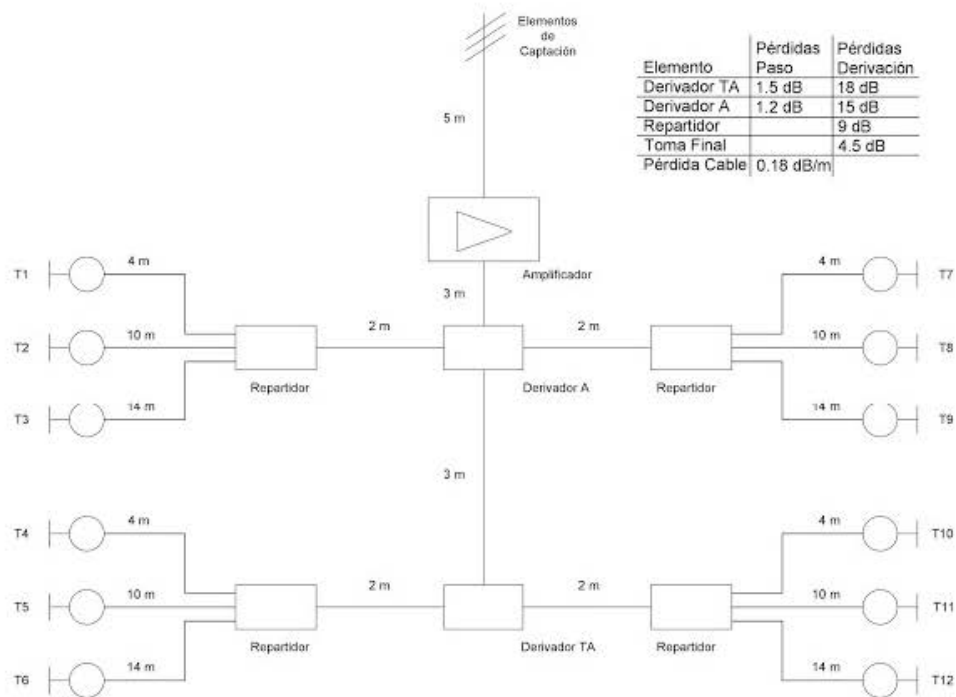 Elementos
de
Captación
Pérdidas Pérdidas
Elemento Paso Derivación
Derivador TA 1.5 dB 18 dB
Derivador A 1.2 dB 15 dB
Repartidor 9 dB
Toma Final 4.5 dB
Pérdida Cable 0.18 dB/m
5 m
Amplificador
3 m
T1 4 m
4 m T7
T2 10 m 2 m 2 m 10 m T8
Repartidor Derivador A Repartidor
T3 14 m
14 m T9
3 m
T4 4 m
4 m T10
T5 10 m 2 m 2 m 10 m T11
Repartidor Derivador TA Repartidor
T6 14 m
14 m T12